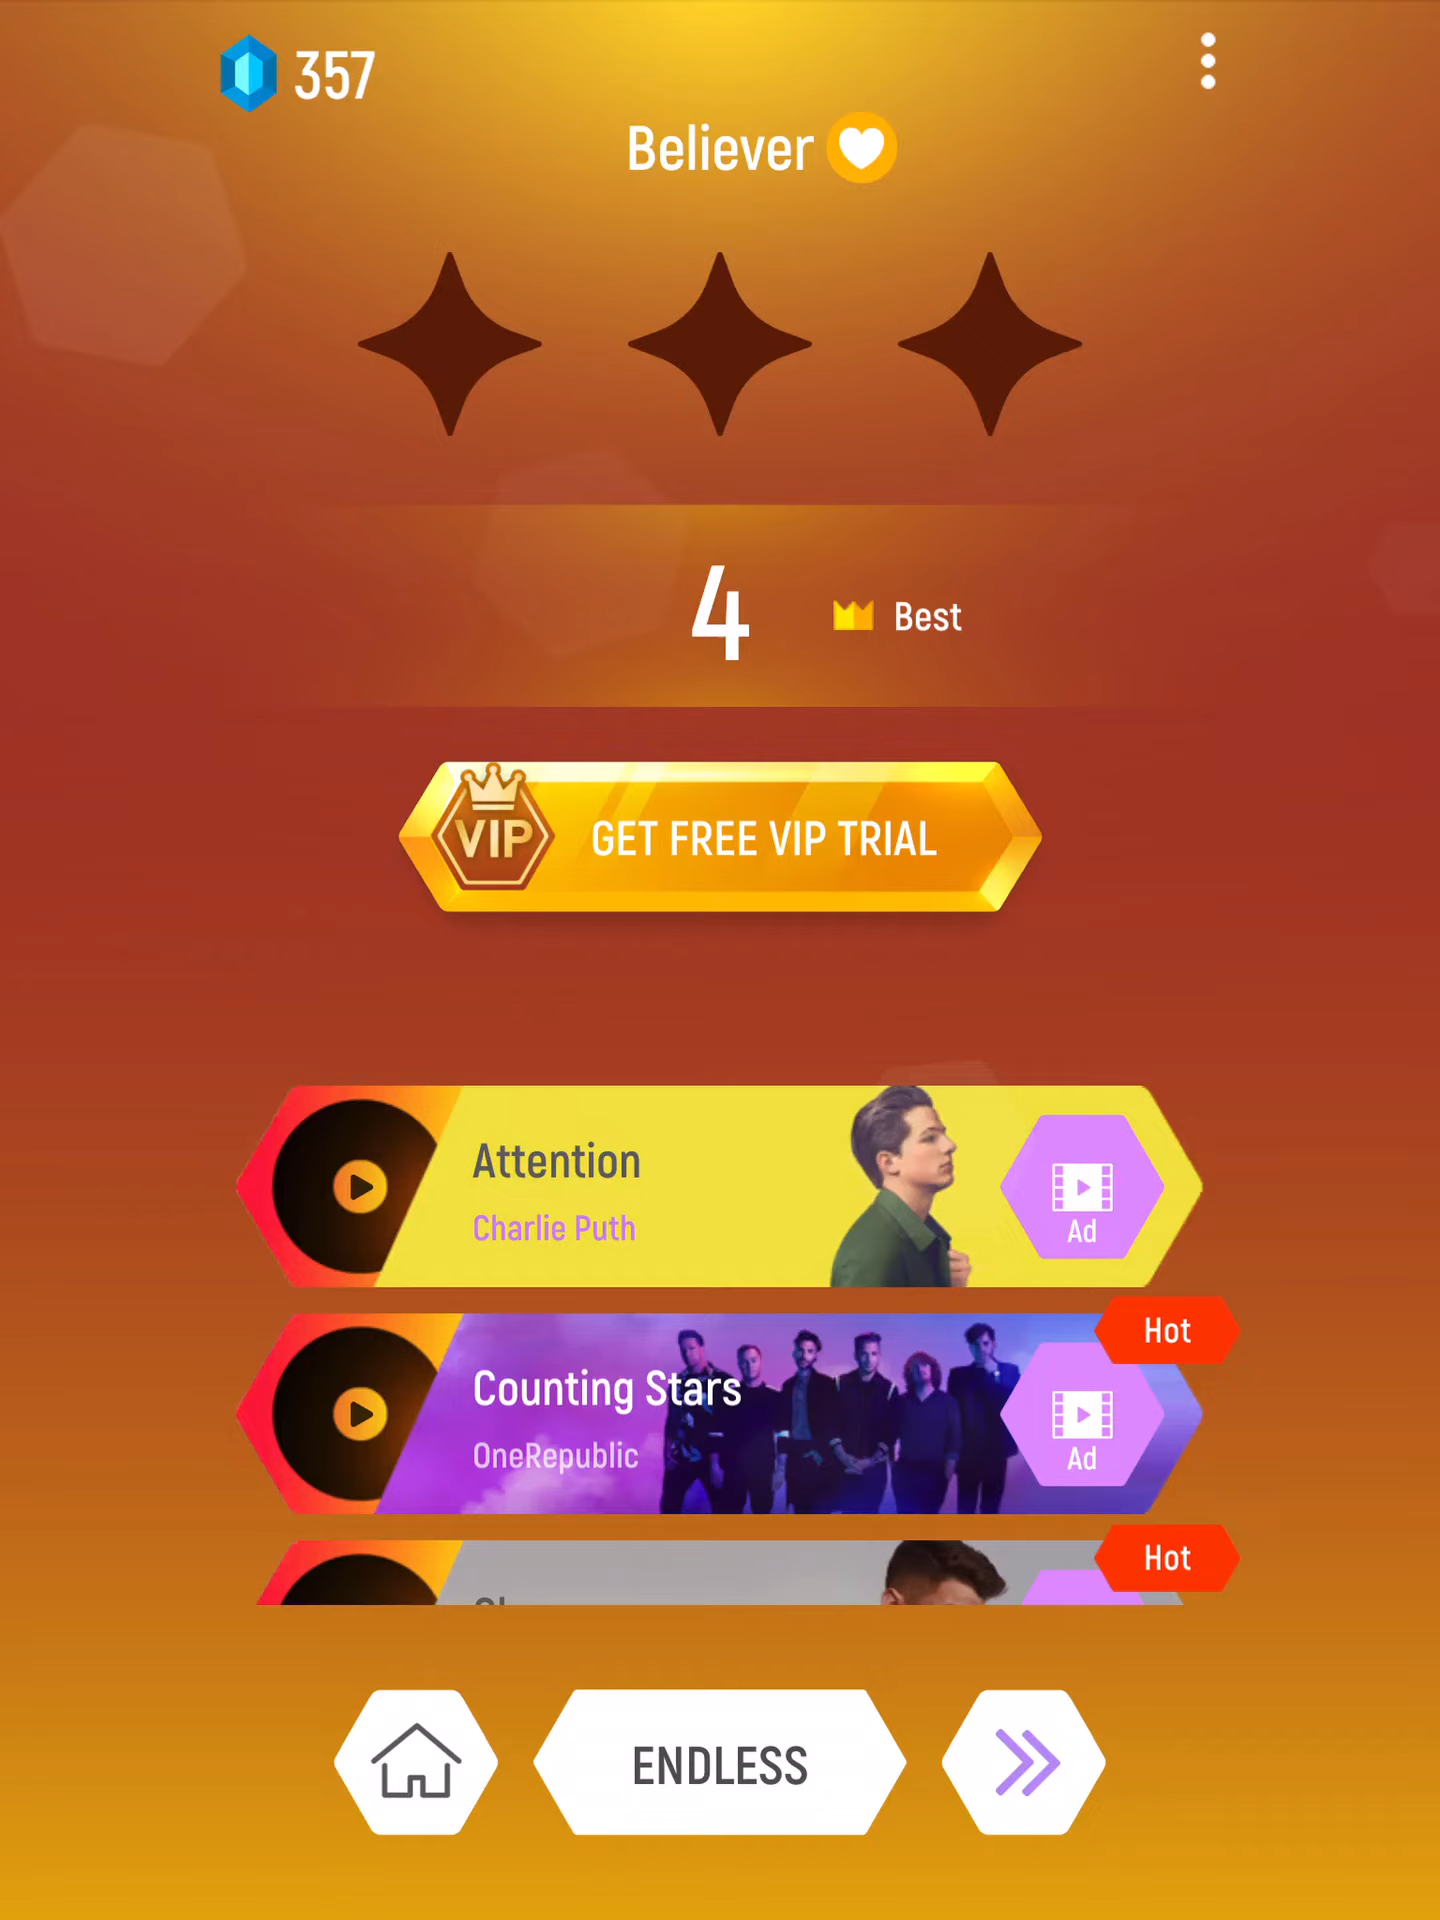 357
Believer
4
Best
VIP
GET FREE VIP TRIAL
Attention
Charlie Puth
Ad
Hot
Counting Stars
OneRepublic
Ad
Hot
ENDLESS